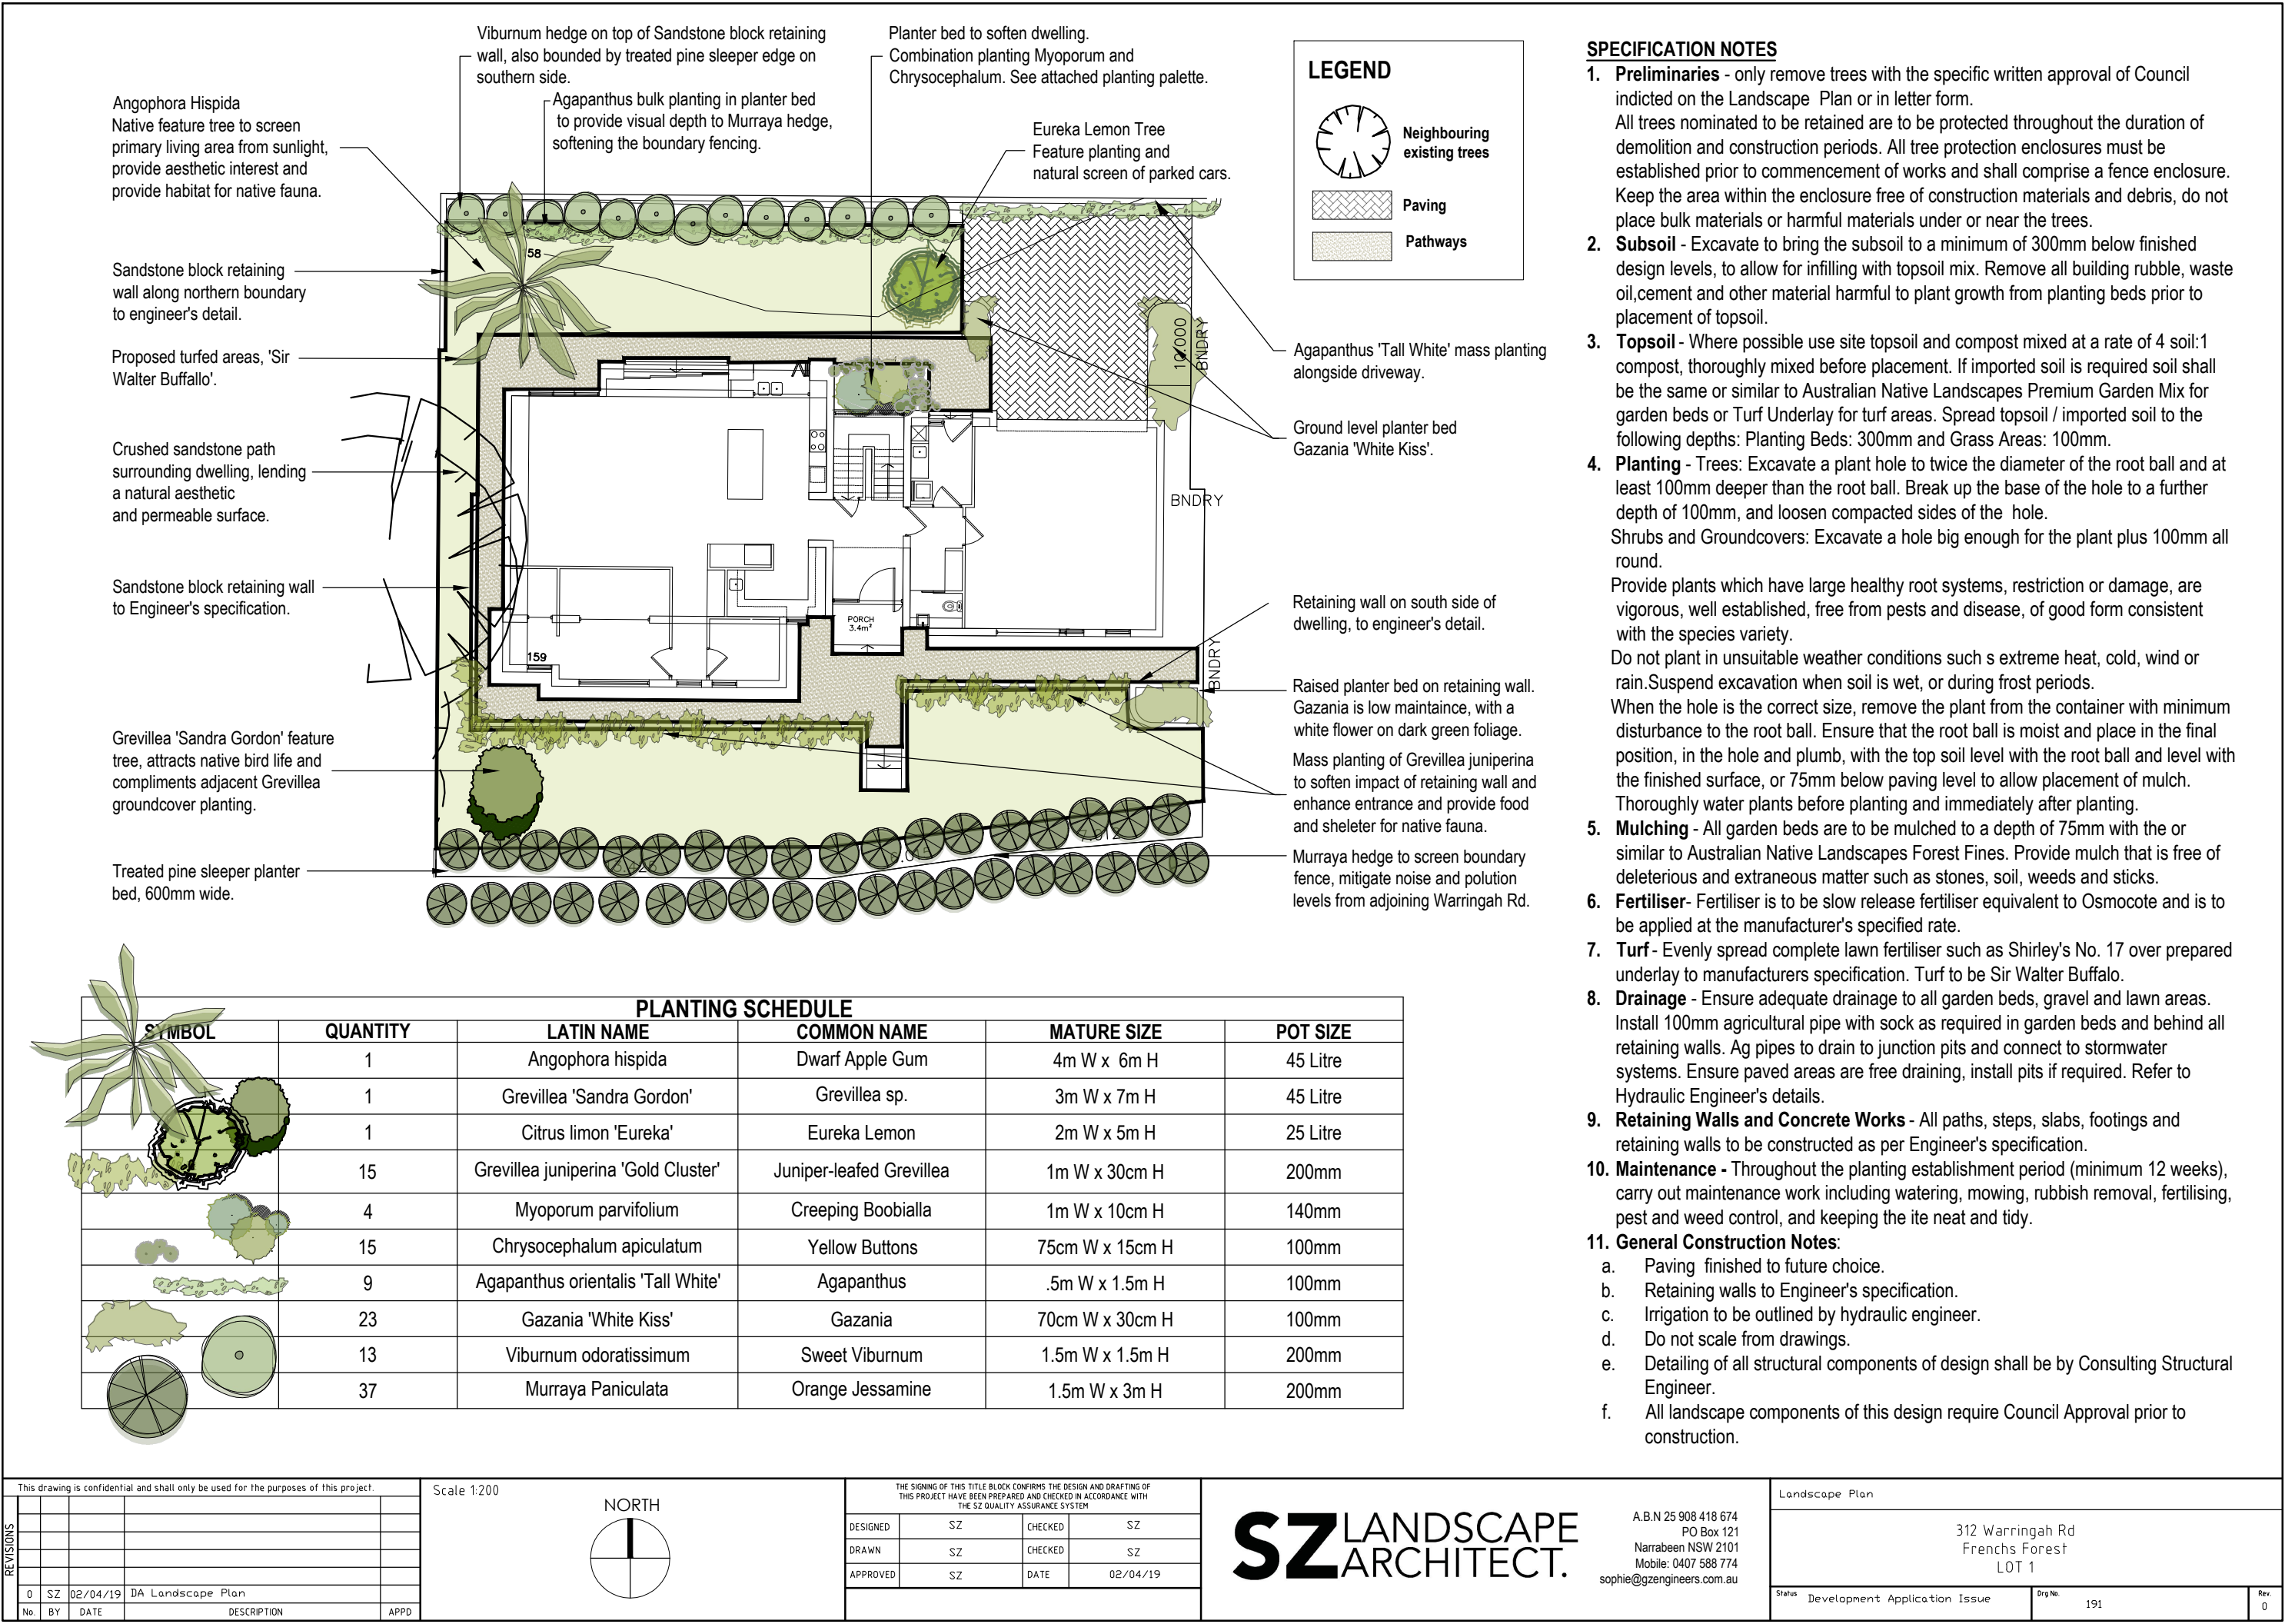 Viburnum hedge on top of Sandstone block retaining
wall, also bounded by treated pine sleeper edge on
southern side.
Agapanthus bulk planting in planter bed
to provide visual depth to Murraya hedge,
softening the boundary fencing.
Planter bed to soften dwelling.
Combination planting Myoporum and
Chrysocephalum. See attached planting palette.
Eureka Lemon Tree
Feature planting and
natural screen of parked cars.
Angophora Hispida
Native feature tree to screen
primary living area from sunlight,
provide aesthetic interest and
provide habitat for native fauna.
Sandstone block retaining
wall along northern boundary
to engineer's detail.
Proposed turfed areas, 'Sir
Walter Buffallo'.
Crushed sandstone path
surrounding dwelling, lending
a natural aesthetic
and permeable surface.
Sandstone block retaining wall
to Engineer's specification.
Grevillea 'Sandra Gordon' feature
tree, attracts native bird life and
compliments adjacent Grevillea
groundcover planting.
Treated pine sleeper planter
bed, 600mm wide.
58
159
PORCH
3.4m²
10,000
BNDRY
BNDRY
BNDRY
LEGEND
Neighbouring
existing trees
Paving
Pathways
Agapanthus 'Tall White' mass planting
alongside driveway.
Ground level planter bed
Gazania 'White Kiss'.
Retaining wall on south side of
dwelling, to engineer's detail.
Raised planter bed on retaining wall.
Gazania is low maintaince, with a
white flower on dark green foliage.
Mass planting of Grevillea juniperina
to soften impact of retaining wall and
enhance entrance and provide food
and sheleter for native fauna.
Murraya hedge to screen boundary
fence, mitigate noise and polution
levels from adjoining Warringah Rd.
SPECIFICATION NOTES
1. Preliminaries - only remove trees with the specific written approval of Council
indicted on the Landscape Plan or in letter form.
All trees nominated to be retained are to be protected throughout the duration of
demolition and construction periods. All tree protection enclosures must be
established prior to commencement of works and shall comprise a fence enclosure.
Keep the area within the enclosure free of construction materials and debris, do not
place bulk materials or harmful materials under or near the trees.
2. Subsoil - Excavate to bring the subsoil to a minimum of 300mm below finished
design levels, to allow for infilling with topsoil mix. Remove all building rubble, waste
oil,cement and other material harmful to plant growth from planting beds prior to
placement of topsoil.
3. Topsoil - Where possible use site topsoil and compost mixed at a rate of 4 soil:1
compost, thoroughly mixed before placement. If imported soil is required soil shall
be the same or similar to Australian Native Landscapes Premium Garden Mix for
garden beds or Turf Underlay for turf areas. Spread topsoil / imported soil to the
following depths: Planting Beds: 300mm and Grass Areas: 100mm.
4. Planting - Trees: Excavate a plant hole to twice the diameter of the root ball and at
least 100mm deeper than the root ball. Break up the base of the hole to a further
depth of 100mm, and loosen compacted sides of the hole.
Shrubs and Groundcovers: Excavate a hole big enough for the plant plus 100mm all
round.
Provide plants which have large healthy root systems, restriction or damage, are
vigorous, well established, free from pests and disease, of good form consistent
with the species variety.
Do not plant in unsuitable weather conditions such s extreme heat, cold, wind or
rain.Suspend excavation when soil is wet, or during frost periods.
When the hole is the correct size, remove the plant from the container with minimum
disturbance to the root ball. Ensure that the root ball is moist and place in the final
position, in the hole and plumb, with the top soil level with the root ball and level with
the finished surface, or 75mm below paving level to allow placement of mulch.
Thoroughly water plants before planting and immediately after planting.
5. Mulching - All garden beds are to be mulched to a depth of 75mm with the or
similar to Australian Native Landscapes Forest Fines. Provide mulch that is free of
deleterious and extraneous matter such as stones, soil, weeds and sticks.
6. Fertiliser- Fertiliser is to be slow release fertiliser equivalent to Osmocote and is to
be applied at the manufacturer's specified rate.
7. Turf - Evenly spread complete lawn fertiliser such as Shirley's No. 17 over prepared
underlay to manufacturers specification. Turf to be Sir Walter Buffalo.
8. Drainage - Ensure adequate drainage to all garden beds, gravel and lawn areas.
Install 100mm agricultural pipe with sock as required in garden beds and behind all
retaining walls. Ag pipes to drain to junction pits and connect to stormwater
systems. Ensure paved areas are free draining, install pits if required. Refer to
Hydraulic Engineer's details.
9. Retaining Walls and Concrete Works - All paths, steps, slabs, footings and
retaining walls to be constructed as per Engineer's specification.
10. Maintenance - Throughout the planting establishment period (minimum 12 weeks),
carry out maintenance work including watering, mowing, rubbish removal, fertilising,
pest and weed control, and keeping the ite neat and tidy.
11. General Construction Notes:
a. Paving finished to future choice.
b. Retaining walls to Engineer's specification.
c. Irrigation to be outlined by hydraulic engineer.
d. Do not scale from drawings.
e. Detailing of all structural components of design shall be by Consulting Structural
Engineer.
f. All landscape components of this design require Council Approval prior to
construction.
PLANTING SCHEDULE
SYMBOL QUANTITY LATIN NAME COMMON NAME MATURE SIZE POT SIZE
1 Angophora hispida Dwarf Apple Gum 4m W x 6m H 45 Litre
1 Grevillea 'Sandra Gordon' Grevillea sp. 3m W x 7m H 45 Litre
1 Citrus limon 'Eureka' Eureka Lemon 2m W x 5m H 25 Litre
15 Grevillea juniperina 'Gold Cluster' Juniper-leafed Grevillea 1m W x 30cm H 200mm
4 Myoporum parvifolium Creeping Boobialla 1m W x 10cm H 140mm
15 Chrysocephalum apiculatum Yellow Buttons 75cm W x 15cm H 100mm
9 Agapanthus orientalis 'Tall White' Agapanthus .5m W x 1.5m H 100mm
23 Gazania 'White Kiss' Gazania 70cm W x 30cm H 100mm
13 Viburnum odoratissimum Sweet Viburnum 1.5m W x 1.5m H 200mm
37 Murraya Paniculata Orange Jessamine 1.5m W x 3m H 200mm
This drawing is confidential and shall only be used for the purposes of this project.
REVISIONS
0 SZ 02/04/19 DA Landscape Plan
No. BY DATE DESCRIPTION APPD
Scale 1:200
NORTH
THE SIGNING OF THIS TITLE BLOCK CONFIRMS THE DESIGN AND DRAFTING OF
THIS PROJECT HAVE BEEN PREPARED AND CHECKED IN ACCORDANCE WITH
THE SZ QUALITY ASSURANCE SYSTEM
DESIGNED SZ CHECKED SZ
DRAWN SZ CHECKED SZ
APPROVED SZ DATE 02/04/19
SZ LANDSCAPE
ARCHITECT.
A.B.N 25 908 418 674
PO Box 121
Narrabeen NSW 2101
Mobile: 0407 588 774
sophie@gzengineers.com.au
Landscape Plan
312 Warringah Rd
Frenchs Forest
LOT 1
Status Development Application Issue
Drg No. 191
Rev. 0